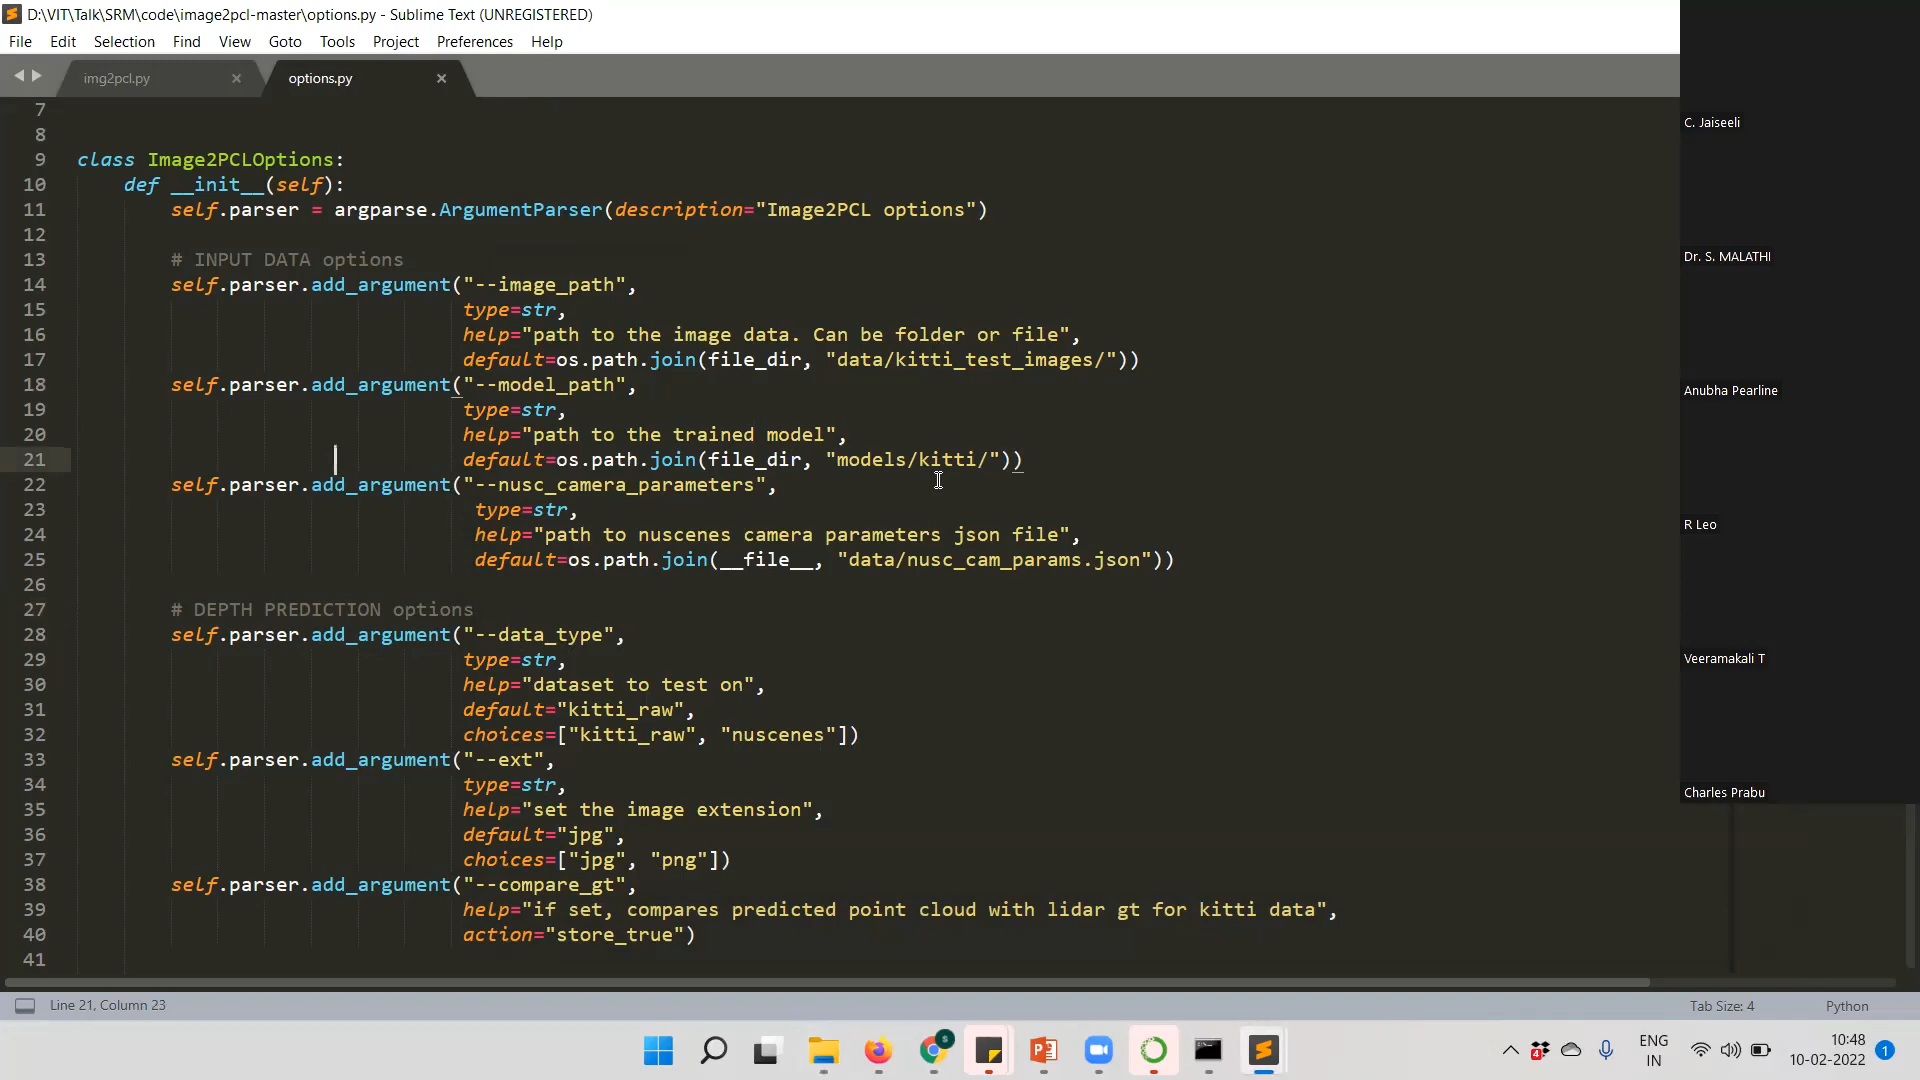 D:\VIT\Talk\SRM\code\image2pcl-master\options.py - Sublime Text (UNREGISTERED)
File Edit Selection Find View Goto Tools Project Preferences Help
img2pcl.py options.py
7
8
9 class Image2PCLOptions:
10 def __init__(self):
11 self.parser = argparse.ArgumentParser(description="Image2PCL options")
12
13 # INPUT DATA options
14 self.parser.add_argument("--image_path",
15 type=str,
16 help="path to the image data. Can be folder or file",
17 default=os.path.join(file_dir, "data/kitti_test_images/"))
18 self.parser.add_argument("--model_path",
19 type=str,
20 help="path to the trained model",
21 default=os.path.join(file_dir, "models/kitti/"))
22 self.parser.add_argument("--nusc_camera_parameters",
23 type=str,
24 help="path to nuscenes camera parameters json file",
25 default=os.path.join(__file__, "data/nusc_cam_params.json"))
26
27 # DEPTH PREDICTION options
28 self.parser.add_argument("--data_type",
29 type=str,
30 help="dataset to test on",
31 default="kitti_raw",
32 choices=["kitti_raw", "nuscenes"])
33 self.parser.add_argument("--ext",
34 type=str,
35 help="set the image extension",
36 default="jpg",
37 choices=["jpg", "png"])
38 self.parser.add_argument("--compare_gt",
39 help="if set, compares predicted point cloud with lidar gt for kitti data",
40 action="store_true")
41
C. Jaiseeli
Dr. S. MALATHI
Anubha Pearline
R Leo
Veeramakali T
Charles Prabu
Line 21, Column 23 Tab Size: 4 Python
ENG
IN
10:48
10-02-2022
1
4